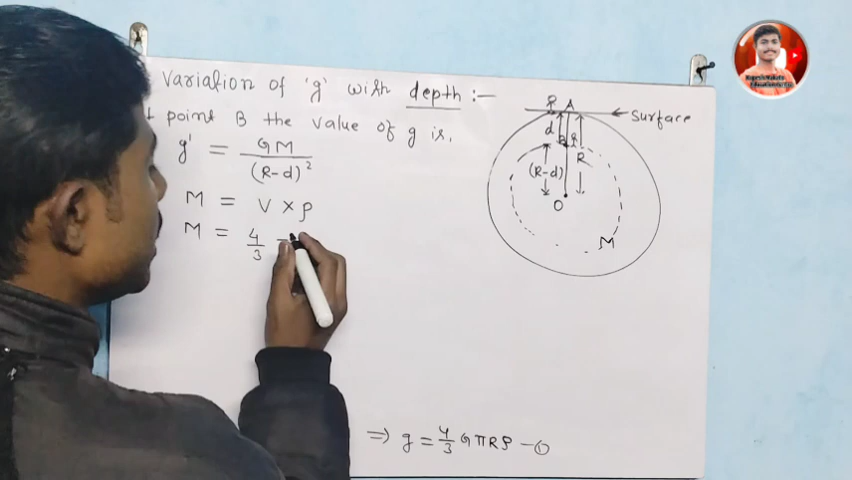 Variation of 'g' with depth :-
point B the value of g is,
g' = GM / (R-d)²
M = V × ρ
M = 4/3
⇒ g = 4/3 GπRρ - ①
A
Surface
d
B
R
(R-d)
O
M